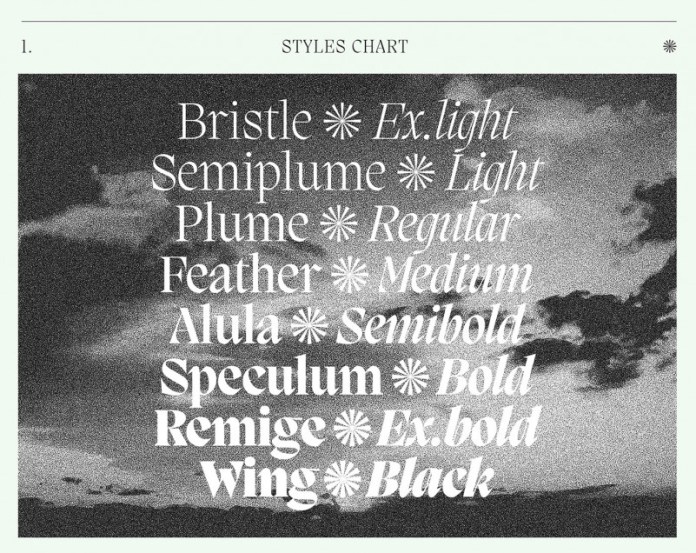 1.
STYLES CHART
Bristle Ex.light
Semiplume Light
Plume Regular
Feather Medium
Alula Semibold
Speculum Bold
Remige Ex.bold
Wing Black